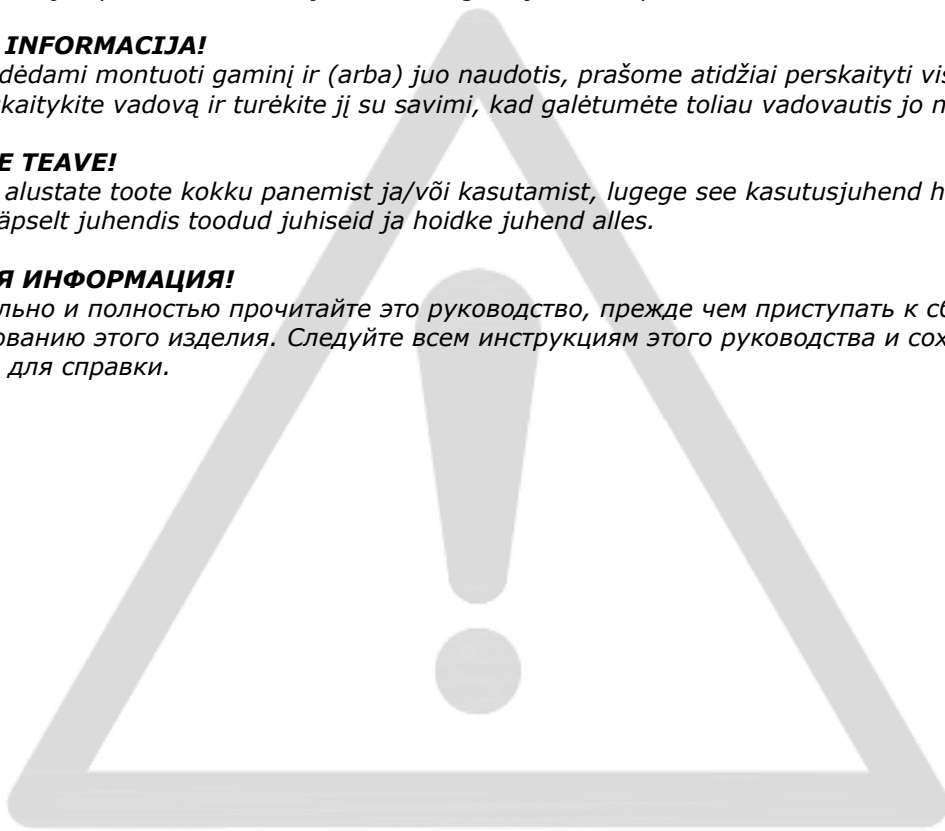 INFORMACIJA!
dėdami montuoti gaminį ir (arba) juo naudotis, prašome atidžiai perskaityti vis
kaitykite vadovą ir turėkite jį su savimi, kad galėtumėte toliau vadovautis jo n
E TEAVE!
alustate toote kokku panemist ja/või kasutamist, lugege see kasutusjuhend h
äpselt juhendis toodud juhiseid ja hoidke juhend alles.
Я ИНФОРМАЦИЯ!
льно и полностью прочитайте это руководство, прежде чем приступать к сб
ованию этого изделия. Следуйте всем инструкциям этого руководства и сох
для справки.